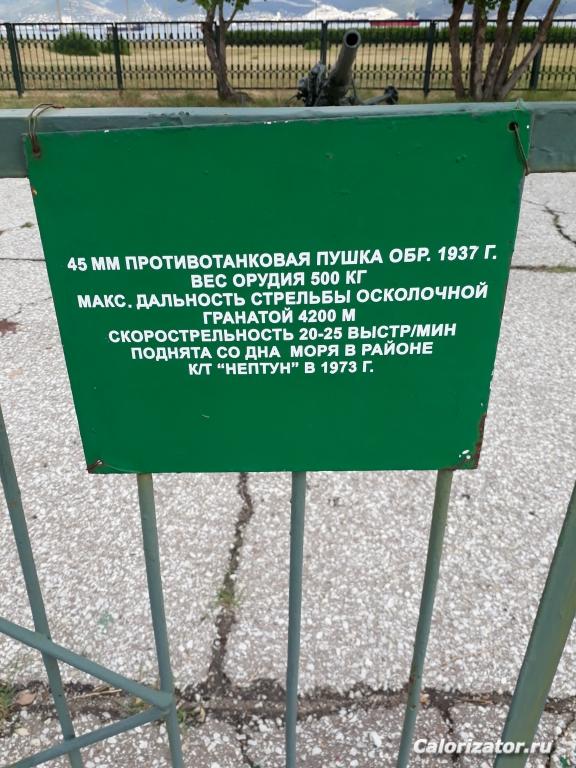 45 ММ ПРОТИВОТАНКОВАЯ ПУШКА ОБР. 1937 Г.
ВЕС ОРУДИЯ 500 КГ
МАКС. ДАЛЬНОСТЬ СТРЕЛЬБЫ ОСКОЛОЧНОЙ
ГРАНАТОЙ 4200 М
СКОРОСТРЕЛЬНОСТЬ 20-25 ВЫСТР/МИН
ПОДНЯТА СО ДНА МОРЯ В РАЙОНЕ
К/Т "НЕПТУН" В 1973 Г.
Calorizator.ru